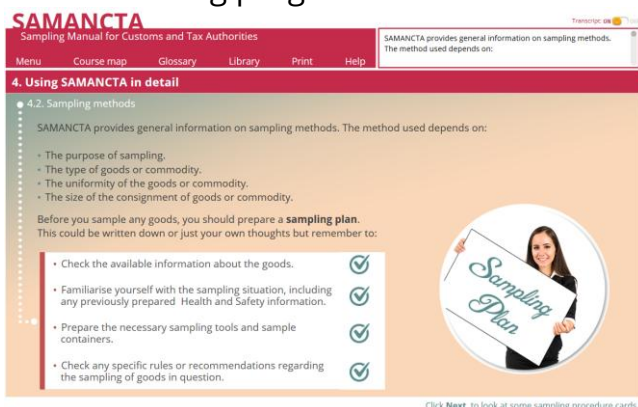 SAMANCTA
Sampling Manual for Customs and Tax Authorities
Transcript:
SAMANCTA provides general information on sampling methods.
The method used depends on:
Menu Course map Glossary Library Print Help
4. Using SAMANCTA in detail
4.2. Sampling methods
SAMANCTA provides general information on sampling methods. The method used depends on:
• The purpose of sampling.
• The type of goods or commodity.
• The uniformity of the goods or commodity.
• The size of the consignment of goods or commodity.
Before you sample any goods, you should prepare a sampling plan.
This could be written down or just your own thoughts but remember to:
• Check the available information about the goods.
• Familiarise yourself with the sampling situation, including
any previously prepared Health and Safety information.
• Prepare the necessary sampling tools and sample
containers.
• Check any specific rules or recommendations regarding
the sampling of goods in question.
Sampling
Plan
Click Next, to look at some sampling procedure cards